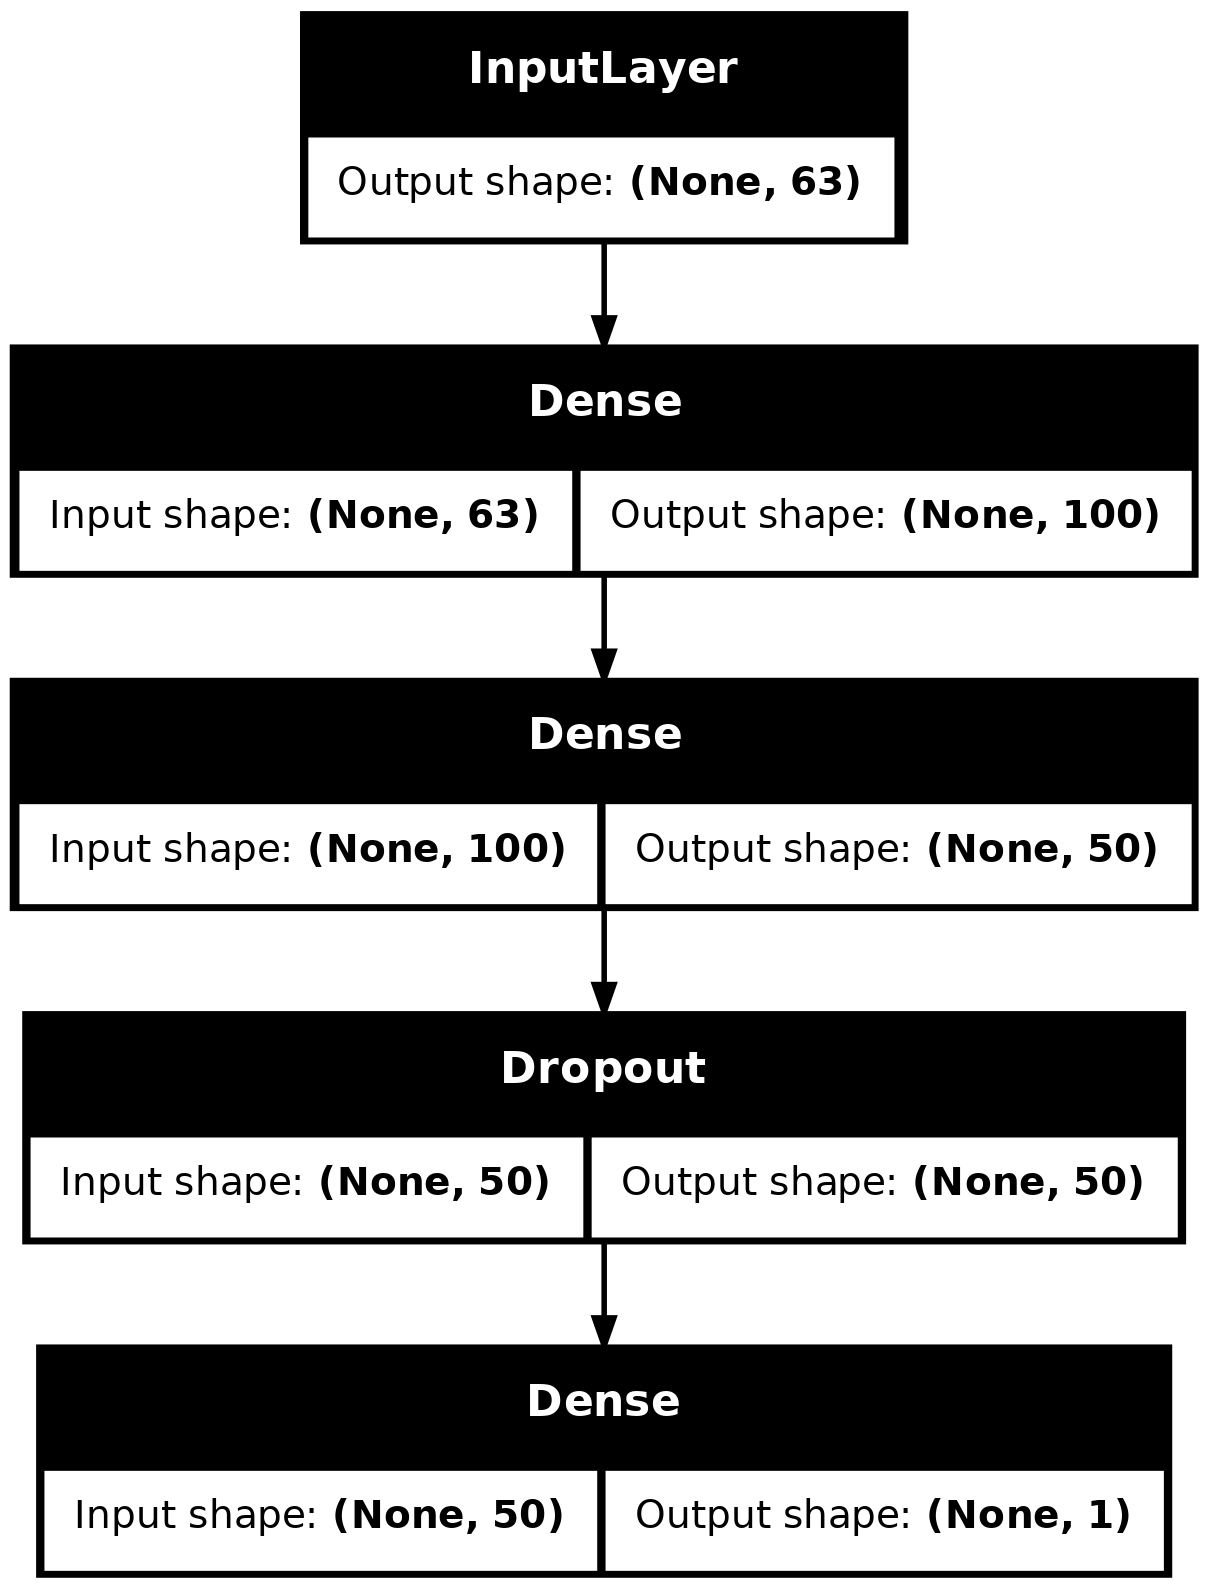 InputLayer
Output shape: (None, 63)
Dense
Input shape: (None, 63) Output shape: (None, 100)
Dense
Input shape: (None, 100) Output shape: (None, 50)
Dropout
Input shape: (None, 50) Output shape: (None, 50)
Dense
Input shape: (None, 50) Output shape: (None, 1)